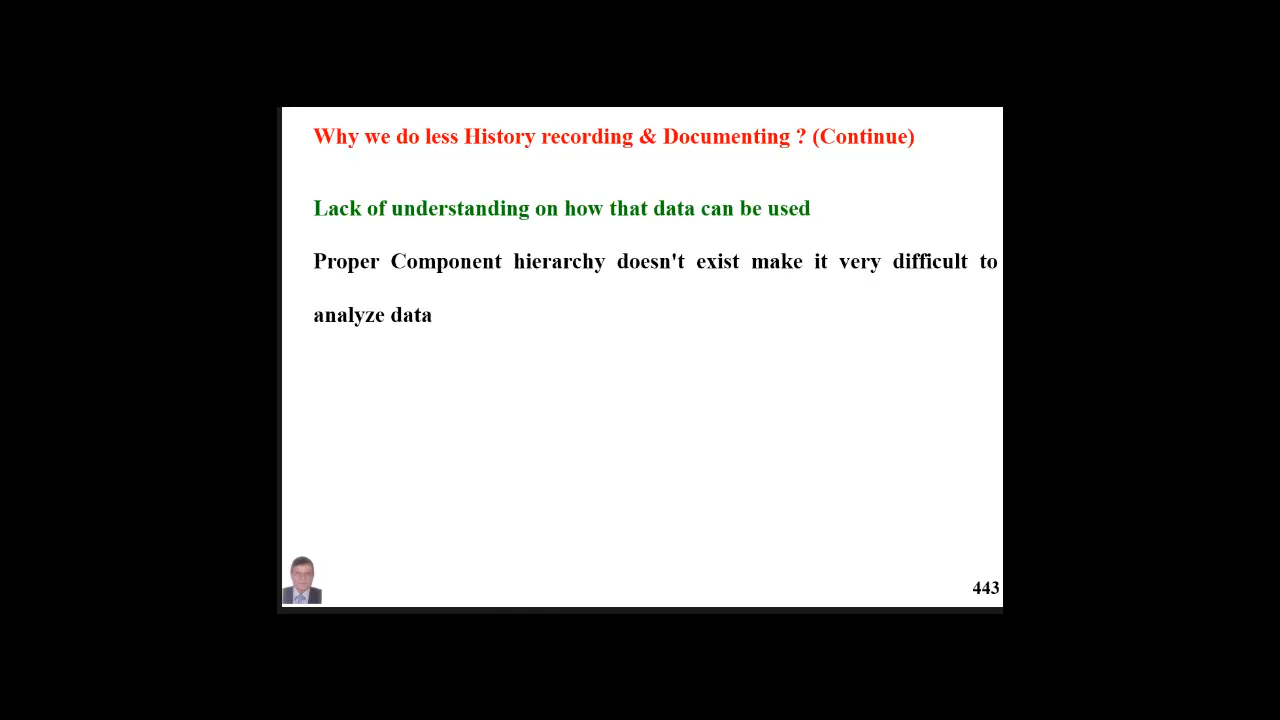 Why we do less History recording & Documenting ? (Continue)
Lack of understanding on how that data can be used
Proper Component hierarchy doesn't exist make it very difficult to
analyze data
443